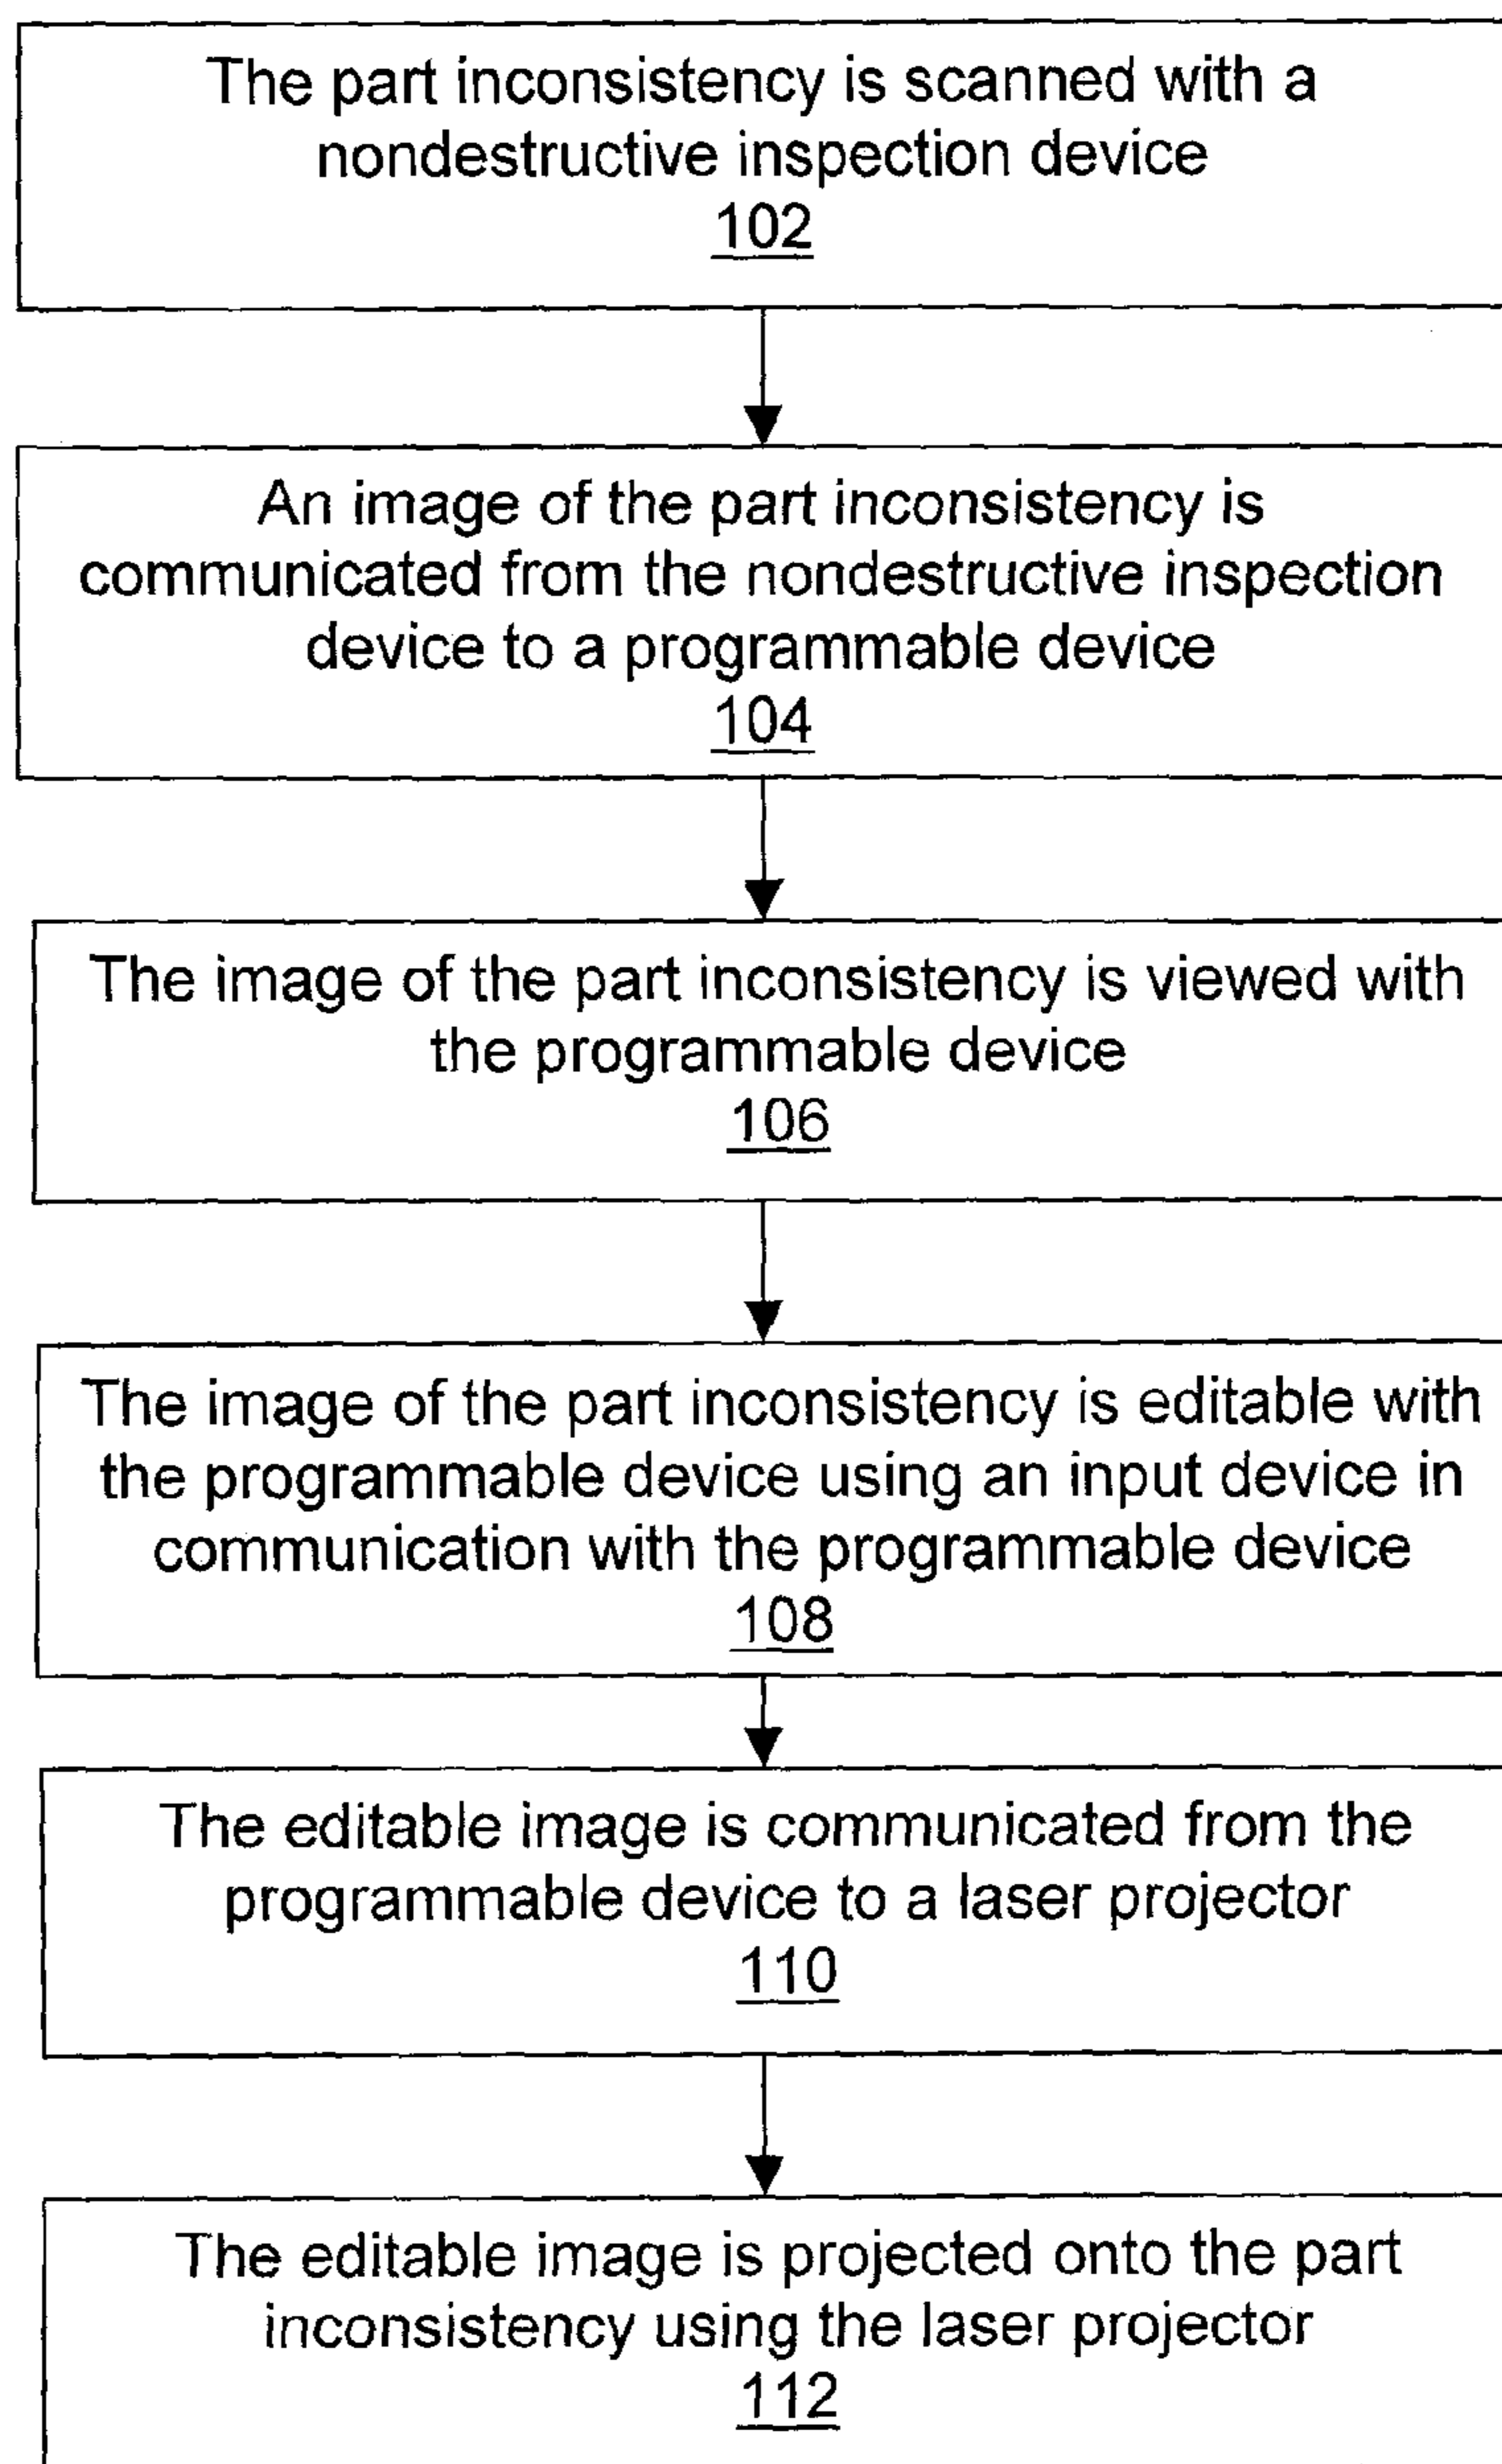 The part inconsistency is scanned with a
nondestructive inspection device
102
An image of the part inconsistency is
communicated from the nondestructive inspection
device to a programmable device
104
The image of the part inconsistency is viewed with
the programmable device
106
The image of the part inconsistency is editable with
the programmable device using an input device in
communication with the programmable device
108
The editable image is communicated from the
programmable device to a laser projector
110
The editable image is projected onto the part
inconsistency using the laser projector
112